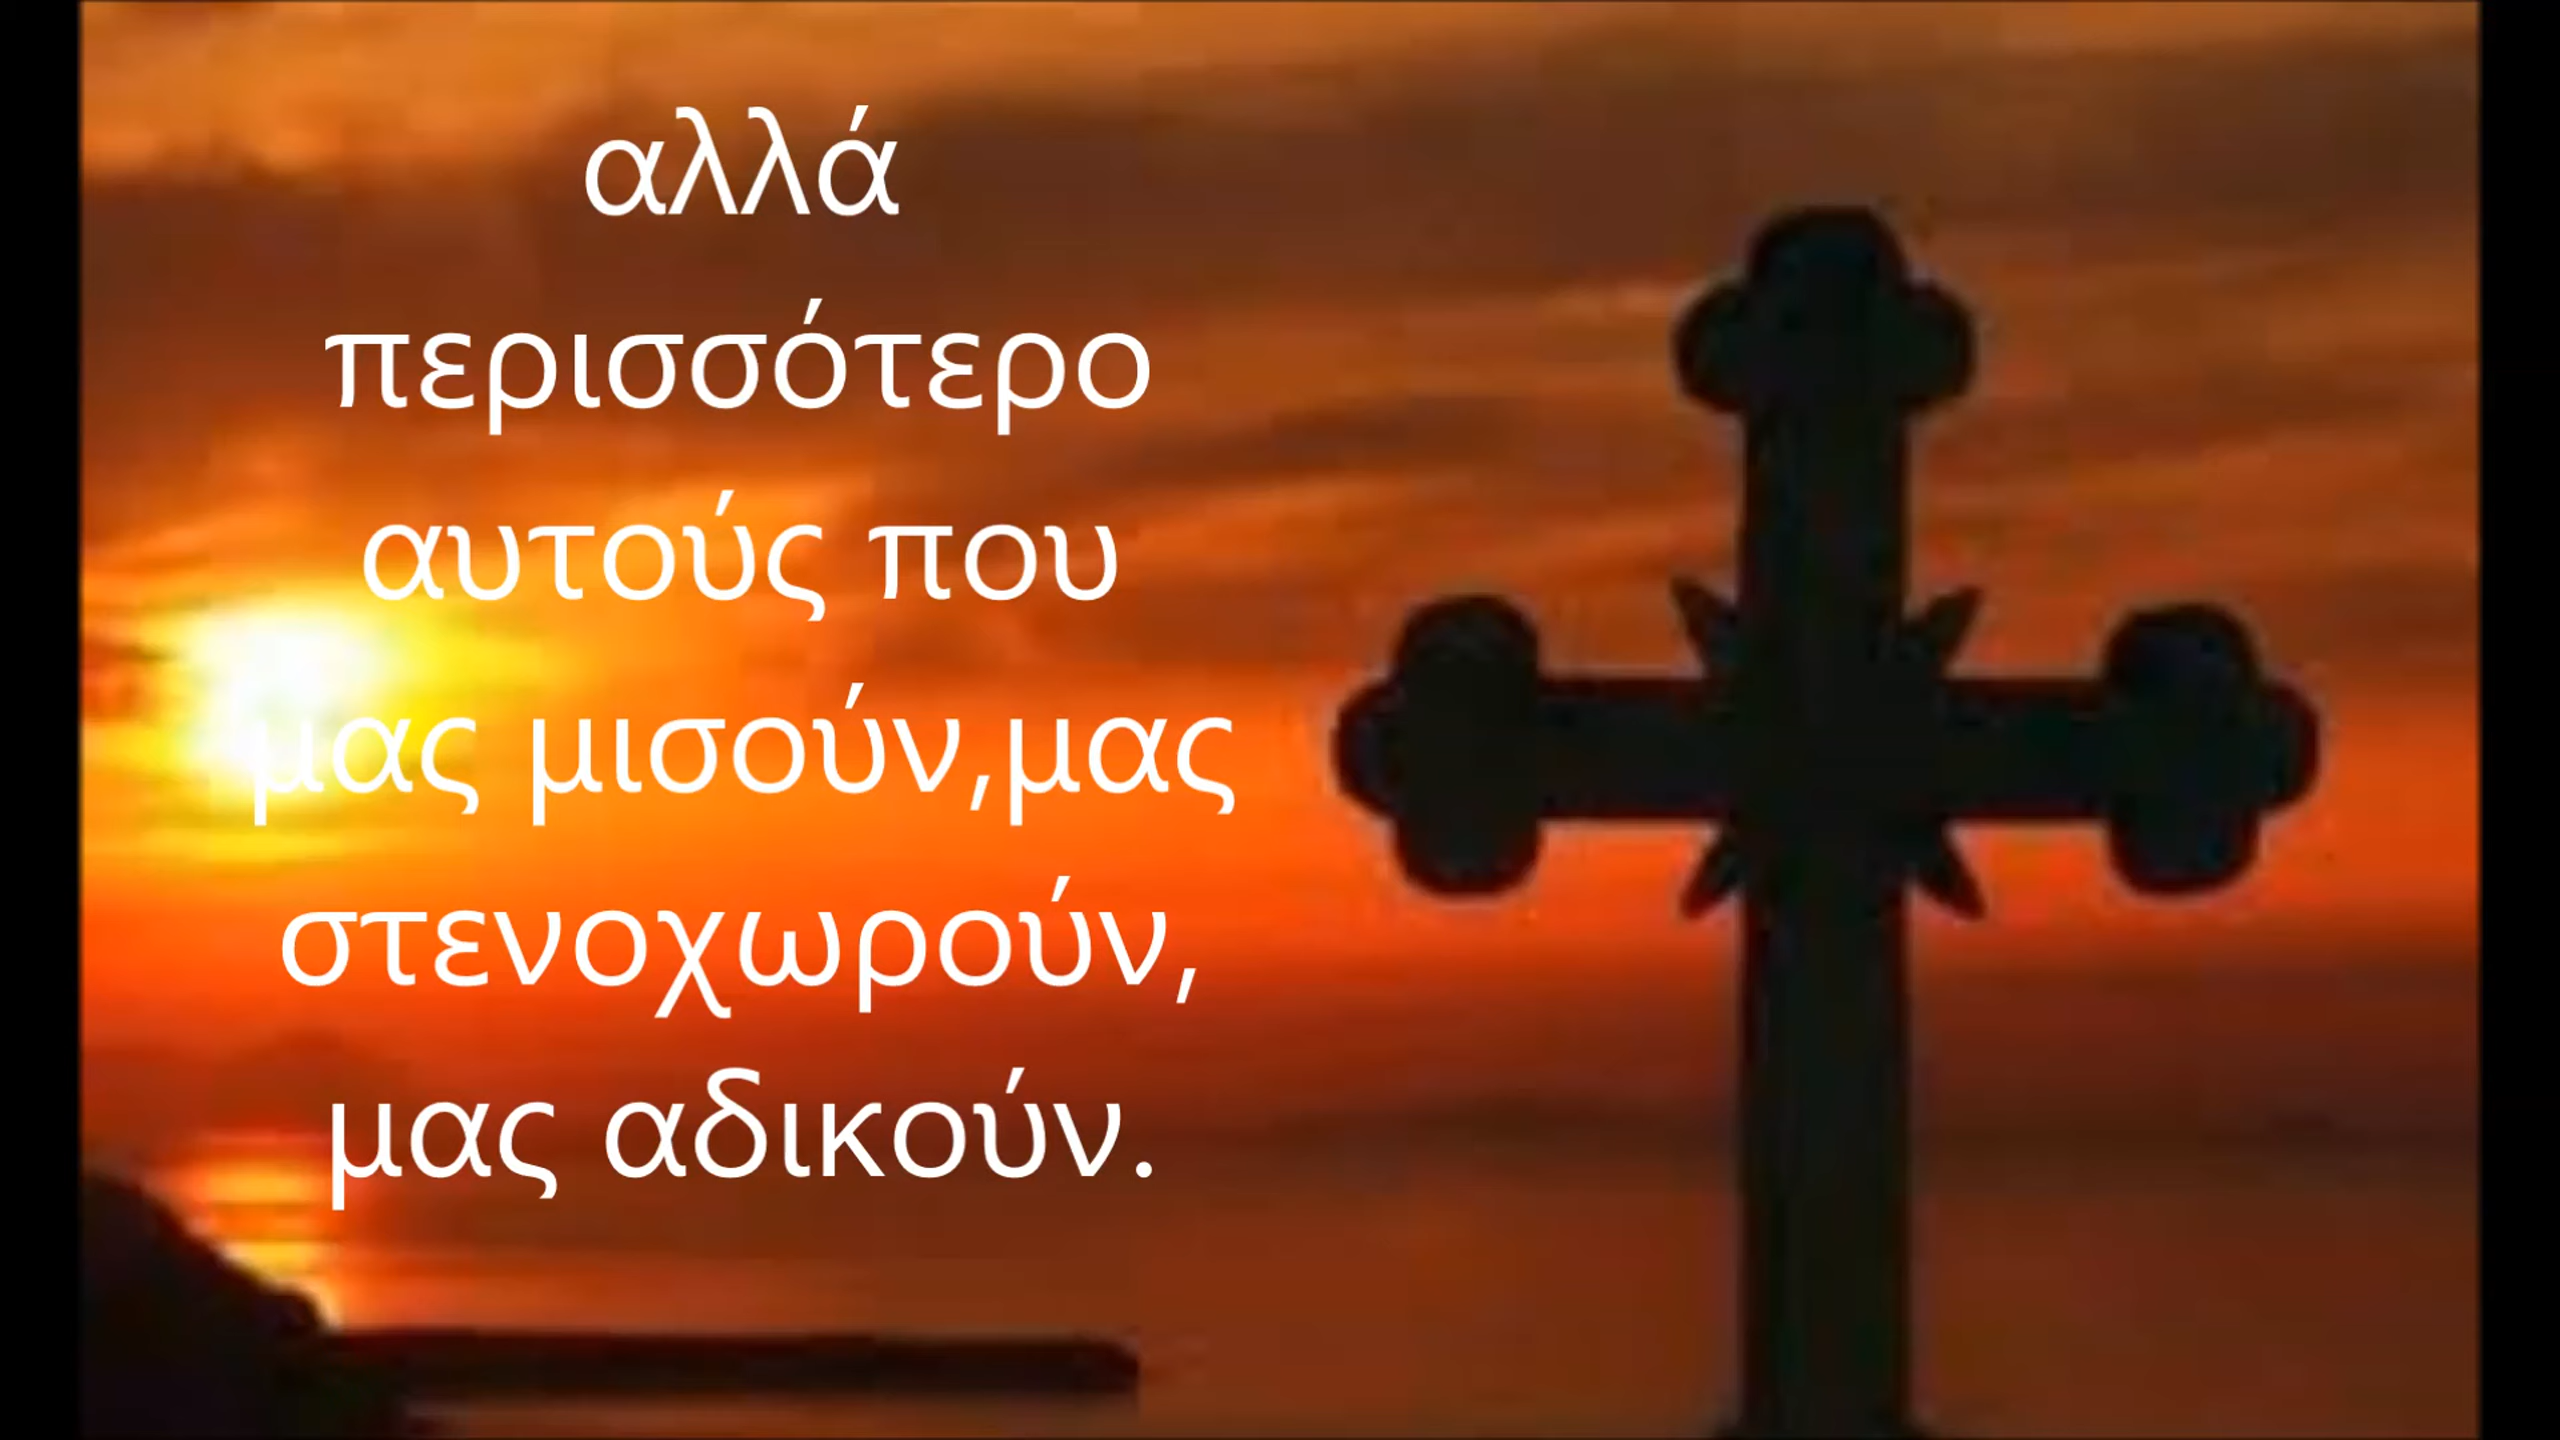 αλλά
περισσότερο
αυτούς που
μας μισούν,μας
στενοχωρούν,
μας αδικούν.